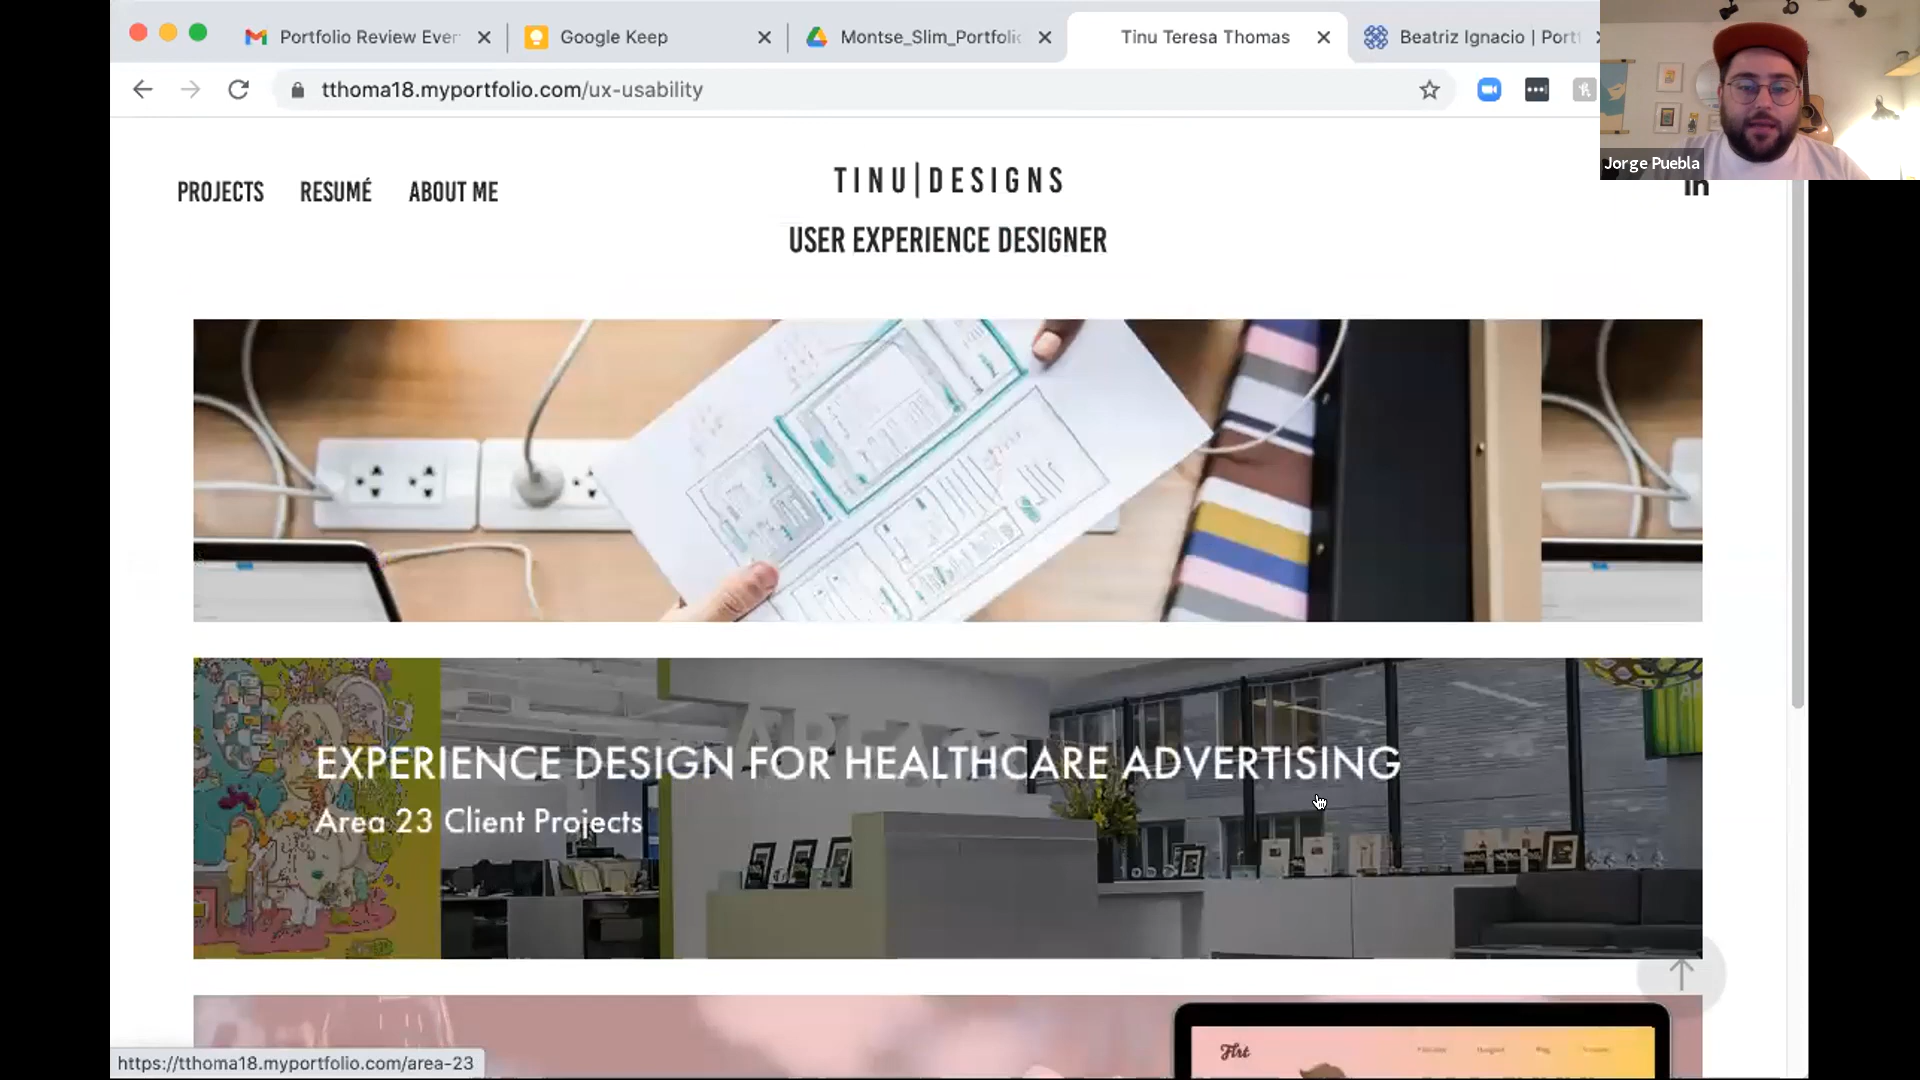 Portfolio Review Ever
Google Keep
Montse_Slim_Portfolio
Tinu Teresa Thomas
Beatriz Ignacio | Portf
tthoma18.myportfolio.com/ux-usability
Jorge Puebla
in
PROJECTS
RESUMÉ
ABOUT ME
TINU|DESIGNS
USER EXPERIENCE DESIGNER
EXPERIENCE DESIGN FOR HEALTHCARE ADVERTISING
Area 23 Client Projects
Flrt
https://tthoma18.myportfolio.com/area-23